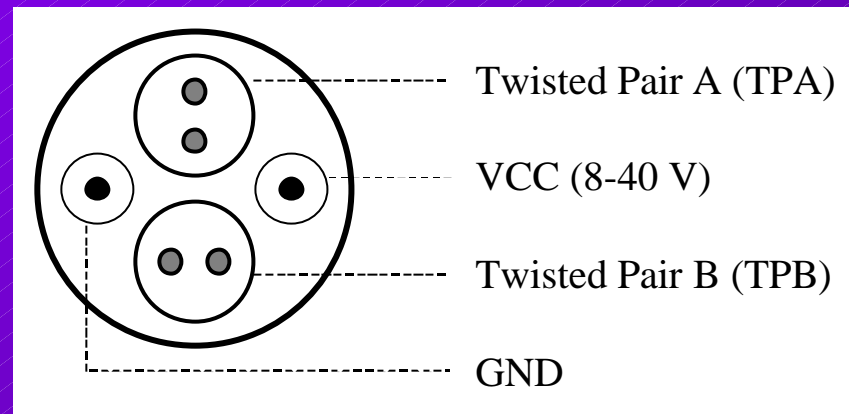 Twisted Pair A (TPA)
VCC (8-40 V)
Twisted Pair B (TPB)
GND